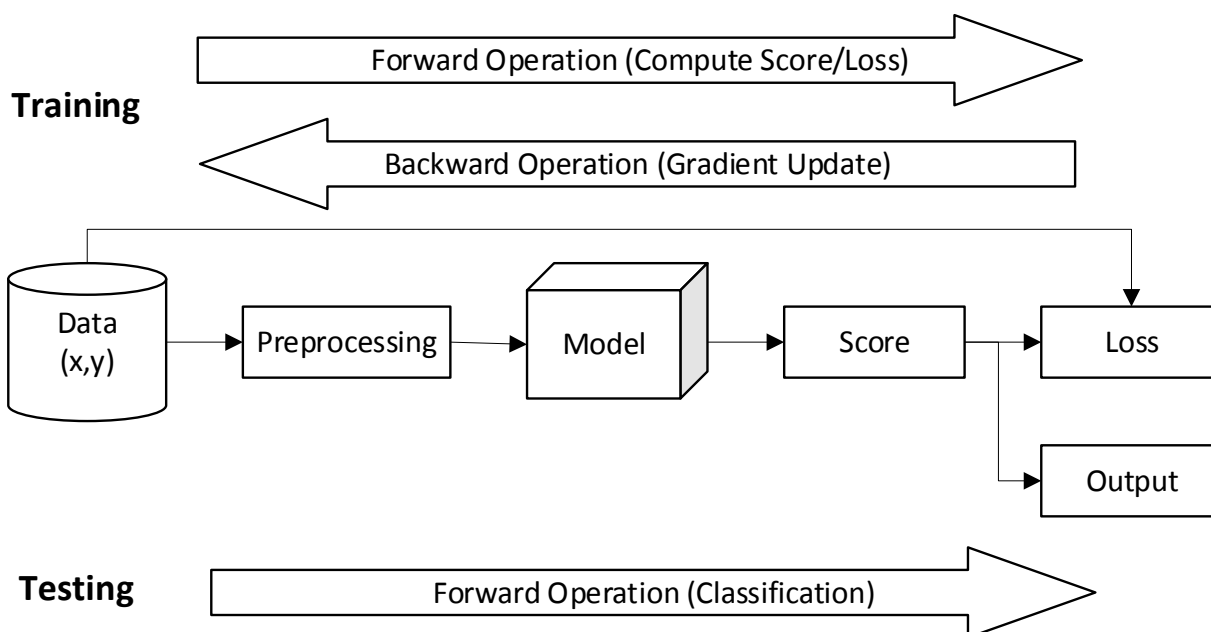 Forward Operation (Compute Score/Loss)
Training
Backward Operation (Gradient Update)
Data
(x,y)
Preprocessing
Model
Score
Loss
Output
Testing
Forward Operation (Classification)